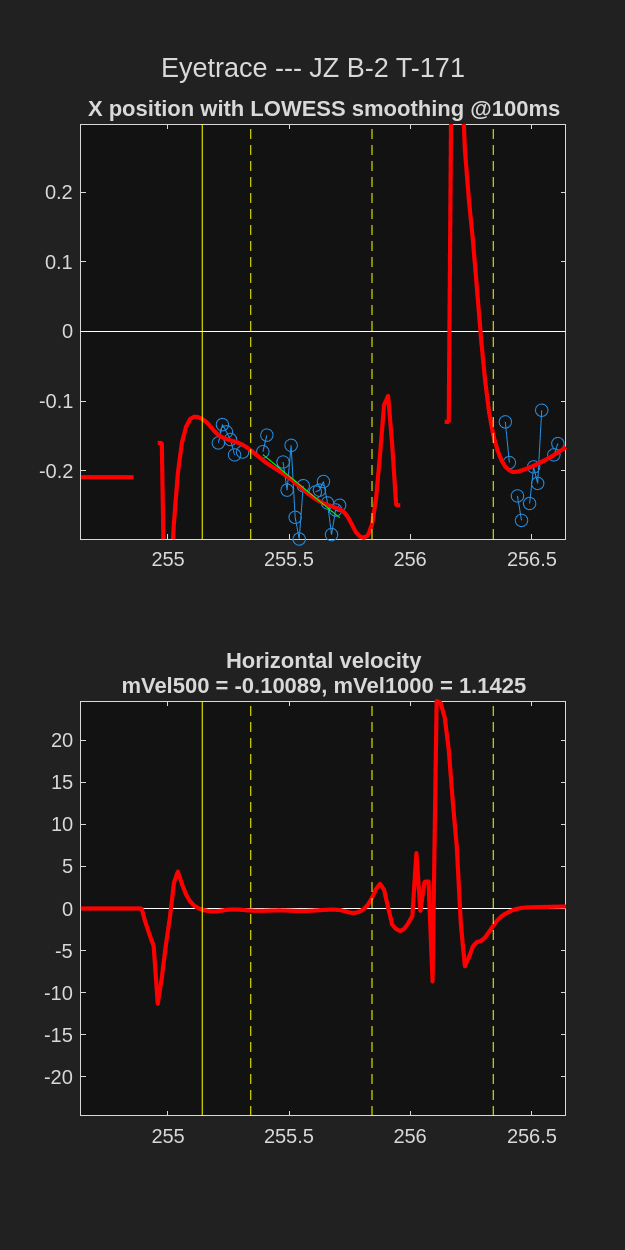 Eyetrace --- JZ B-2 T-171
X position with LOWESS smoothing @100ms
0.2
0.1
0
-0.1
-0.2
255 255.5 256 256.5
Horizontal velocity
mVel500 = -0.10089, mVel1000 = 1.1425
20
15
10
5
0
-5
-10
-15
-20
255 255.5 256 256.5